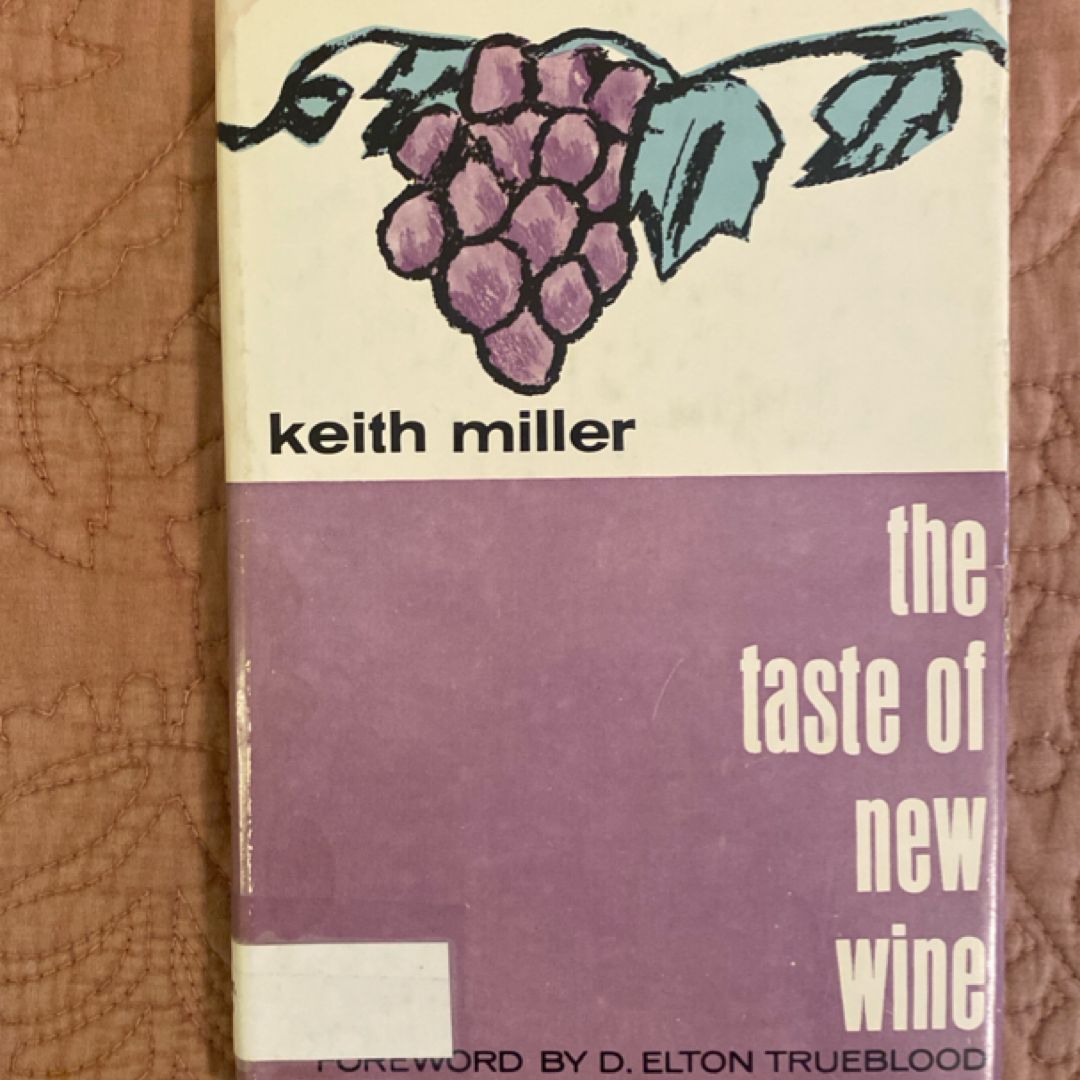 keith miller
the
taste of
new
wine
FOREWORD BY D. ELTON TRUEBLOOD